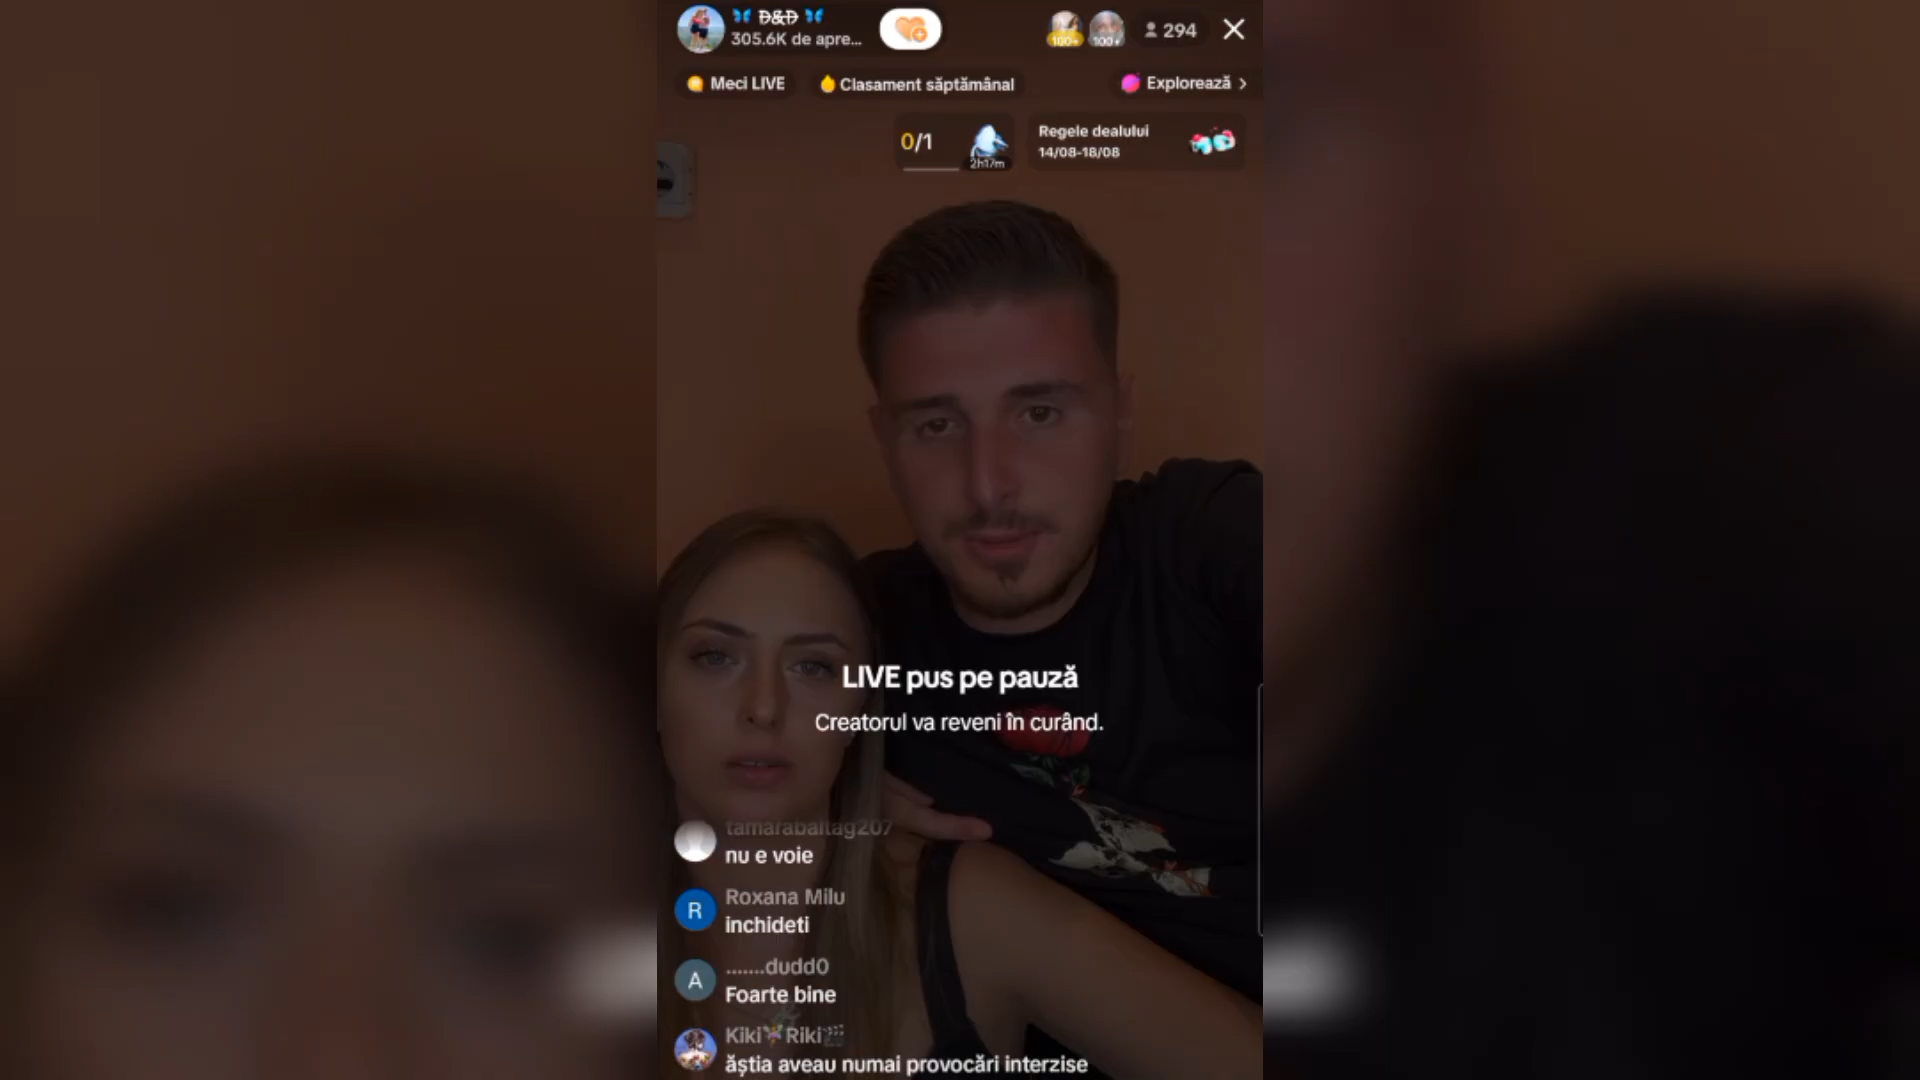 D&D
305.6K de apre...
100+
100+
294
Meci LIVE
Clasament săptămânal
Explorează
0/1
2h17m
Regele dealului
14/08-18/08
LIVE pus pe pauză
Creatorul va reveni în curând.
tamarabaltag207
nu e voie
R
Roxana Milu
inchideti
A
.......dudd0
Foarte bine
Kiki Riki
ăștia aveau numai provocări interzise